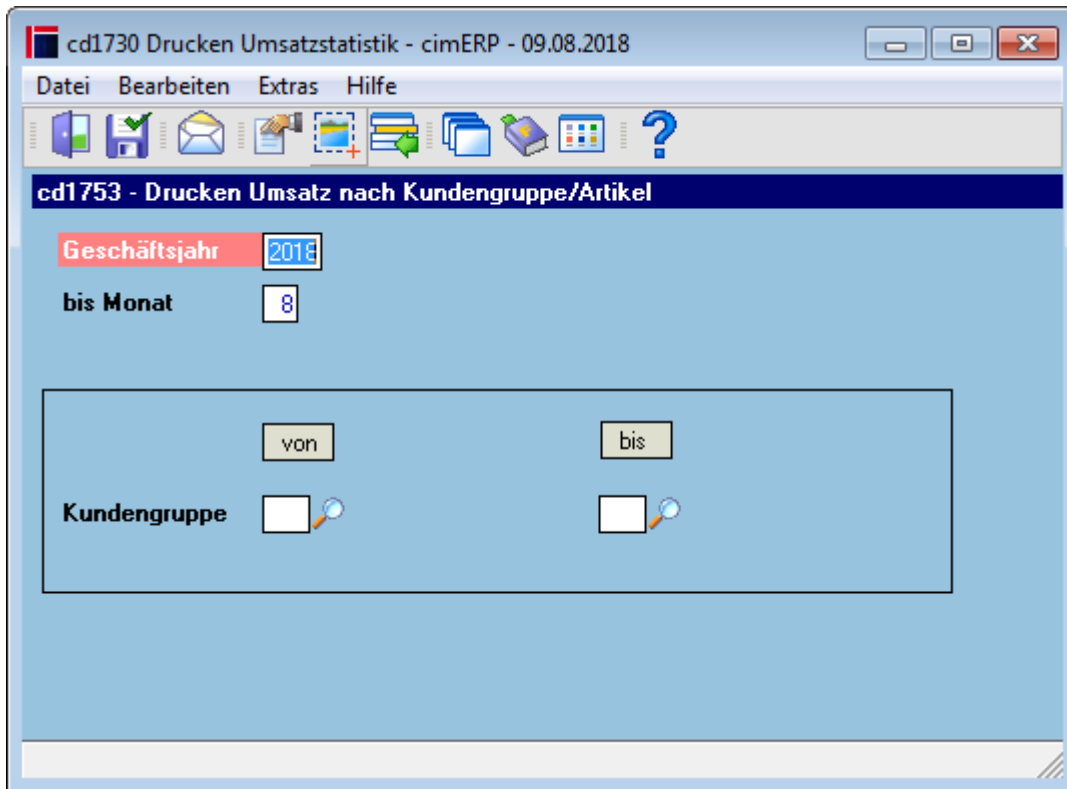 cd1730 Drucken Umsatzstatistik - cimERP - 09.08.2018
Datei Bearbeiten Extras Hilfe
cd1753 - Drucken Umsatz nach Kundengruppe/Artikel
Geschäftsjahr 2018
bis Monat 8
von bis
Kundengruppe